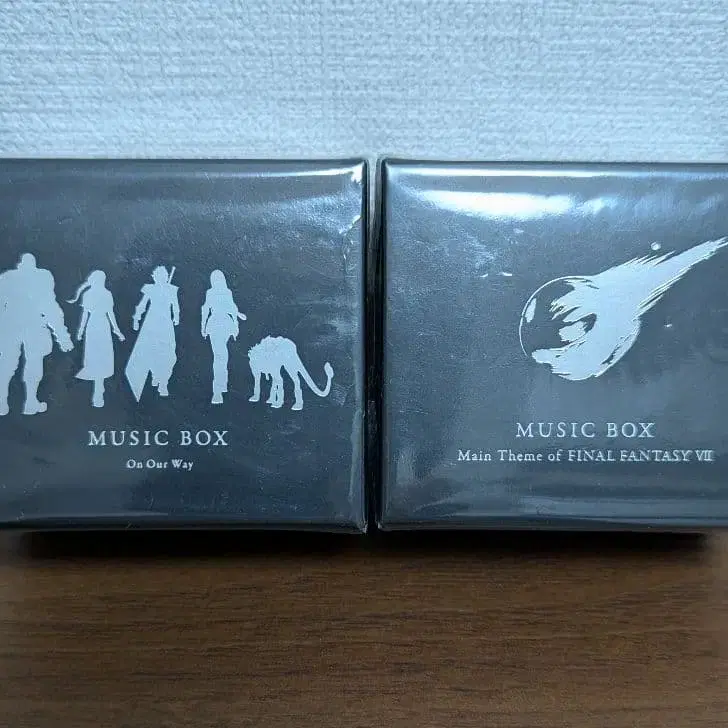 MUSIC BOX
On Our Way
MUSIC BOX
Main Theme of FINAL FANTASY VII